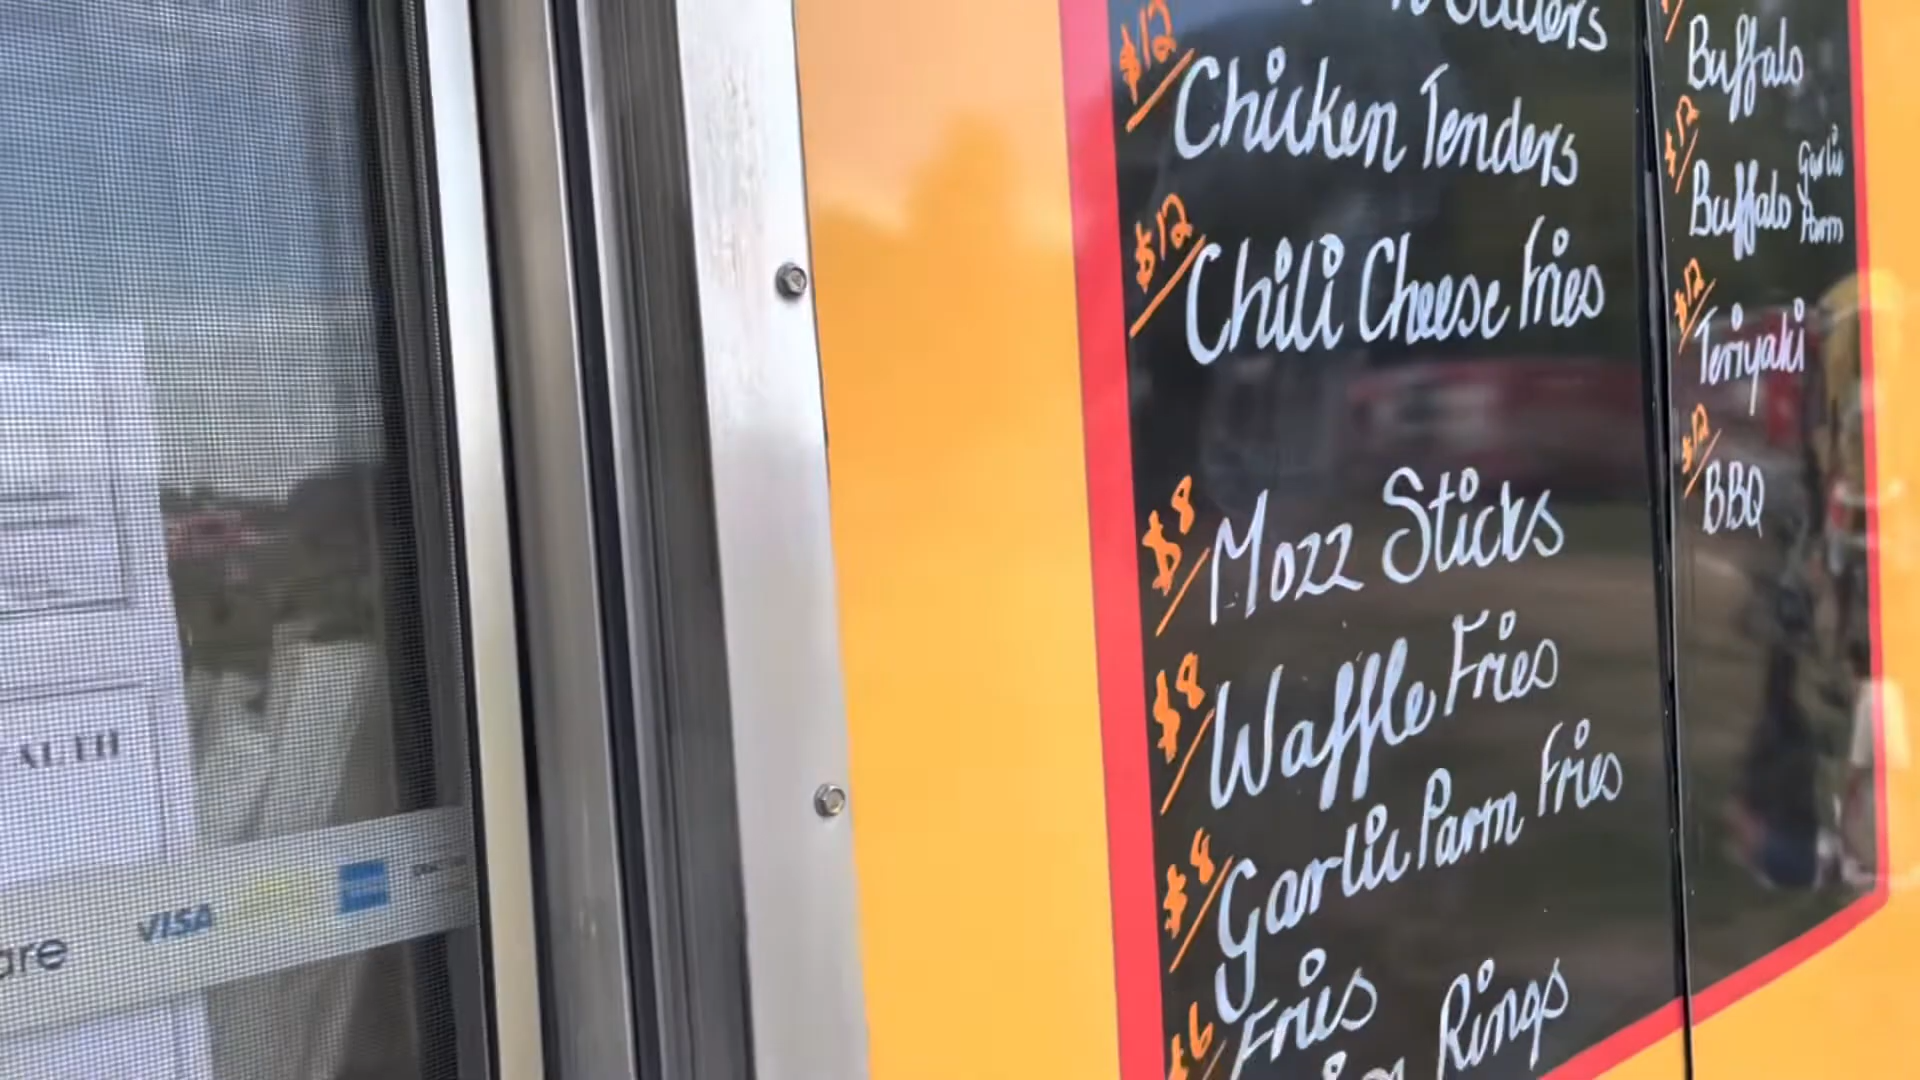 $12 Chicken Tenders
$12 Chili Cheese Fries
$8 Mozz Sticks
$8 Waffle Fries
$8 Garlic Parm Fries
$6 Fries
Rings
Buffalo
$12 Buffalo Garlic Parm
$12 Teriyaki
$12 BBQ
VISA